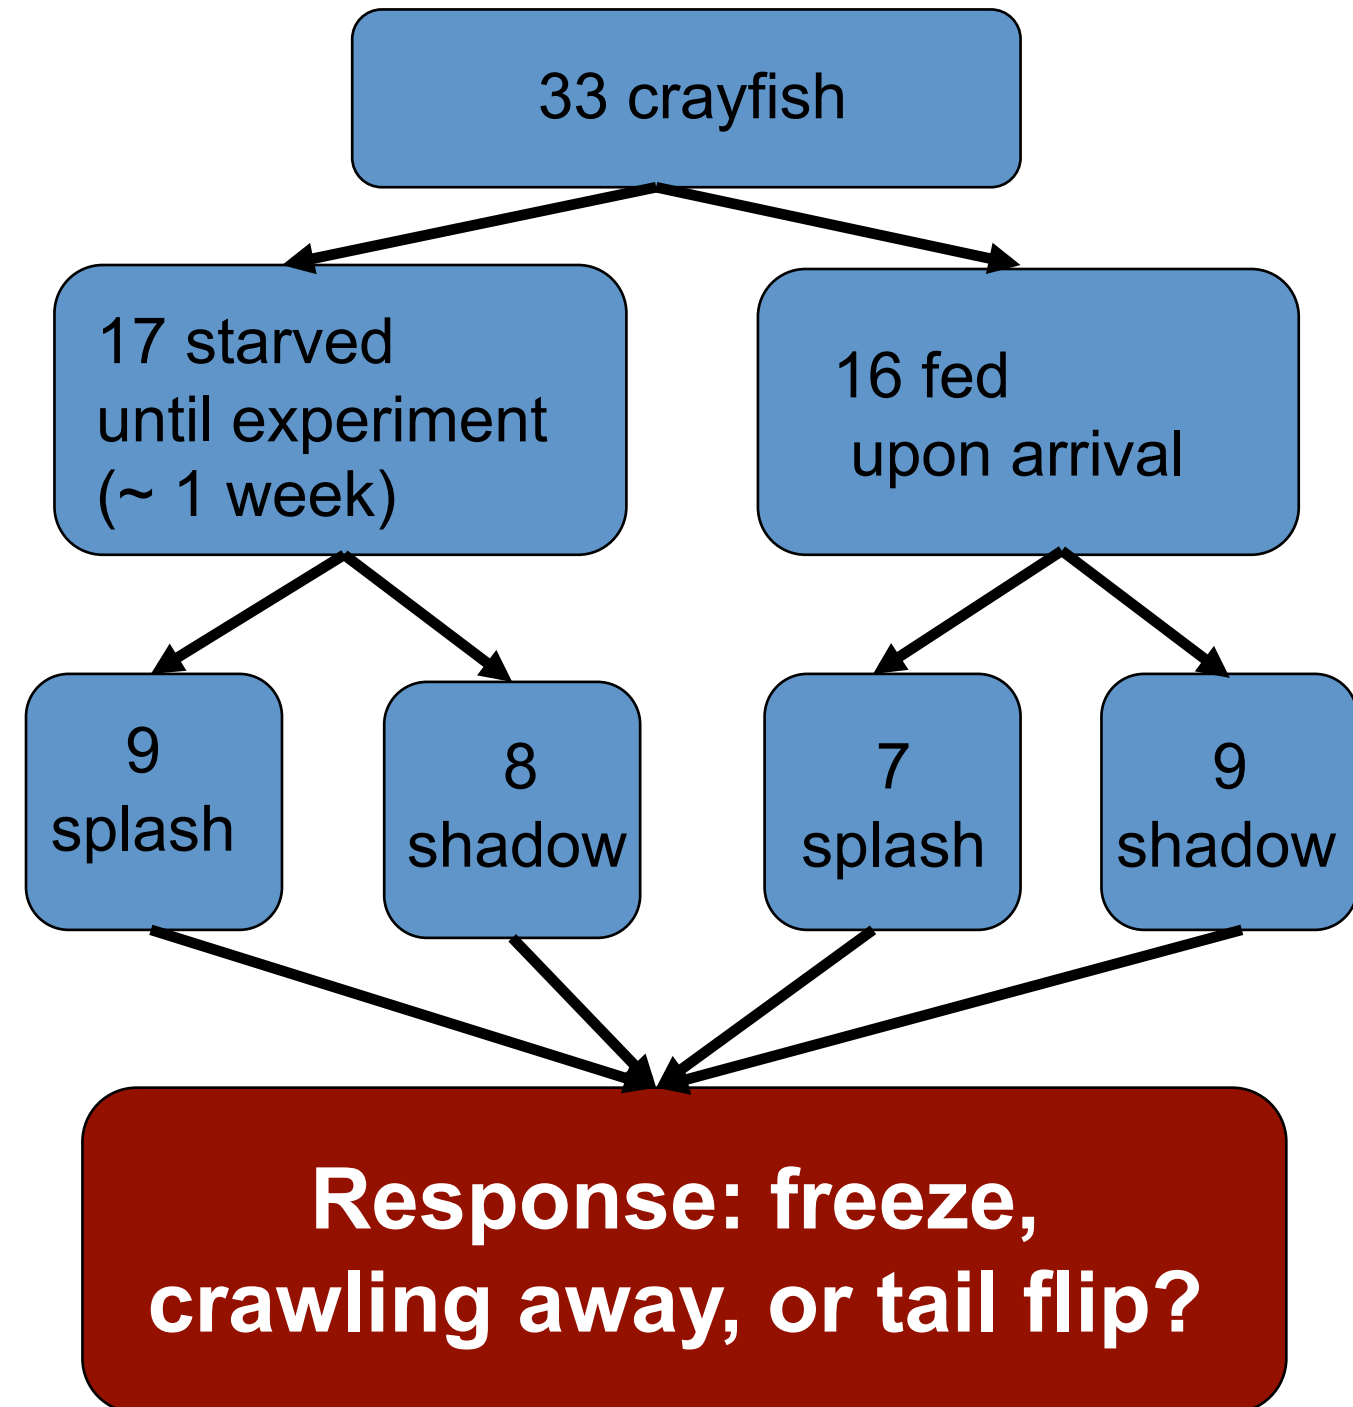 33 crayfish
17 starved
until experiment
(~ 1 week)
16 fed
upon arrival
9
splash
8
shadow
7
splash
9
shadow
Response: freeze,
crawling away, or tail flip?